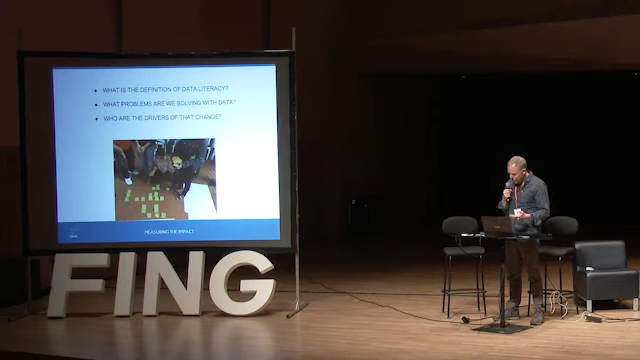 WHAT IS THE DEFINITION OF DATA LITERACY?
WHAT PROBLEMS ARE WE SOLVING WITH DATA?
WHO ARE THE DRIVERS OF THAT CHANGE?
MEASURING THE IMPACT
FING